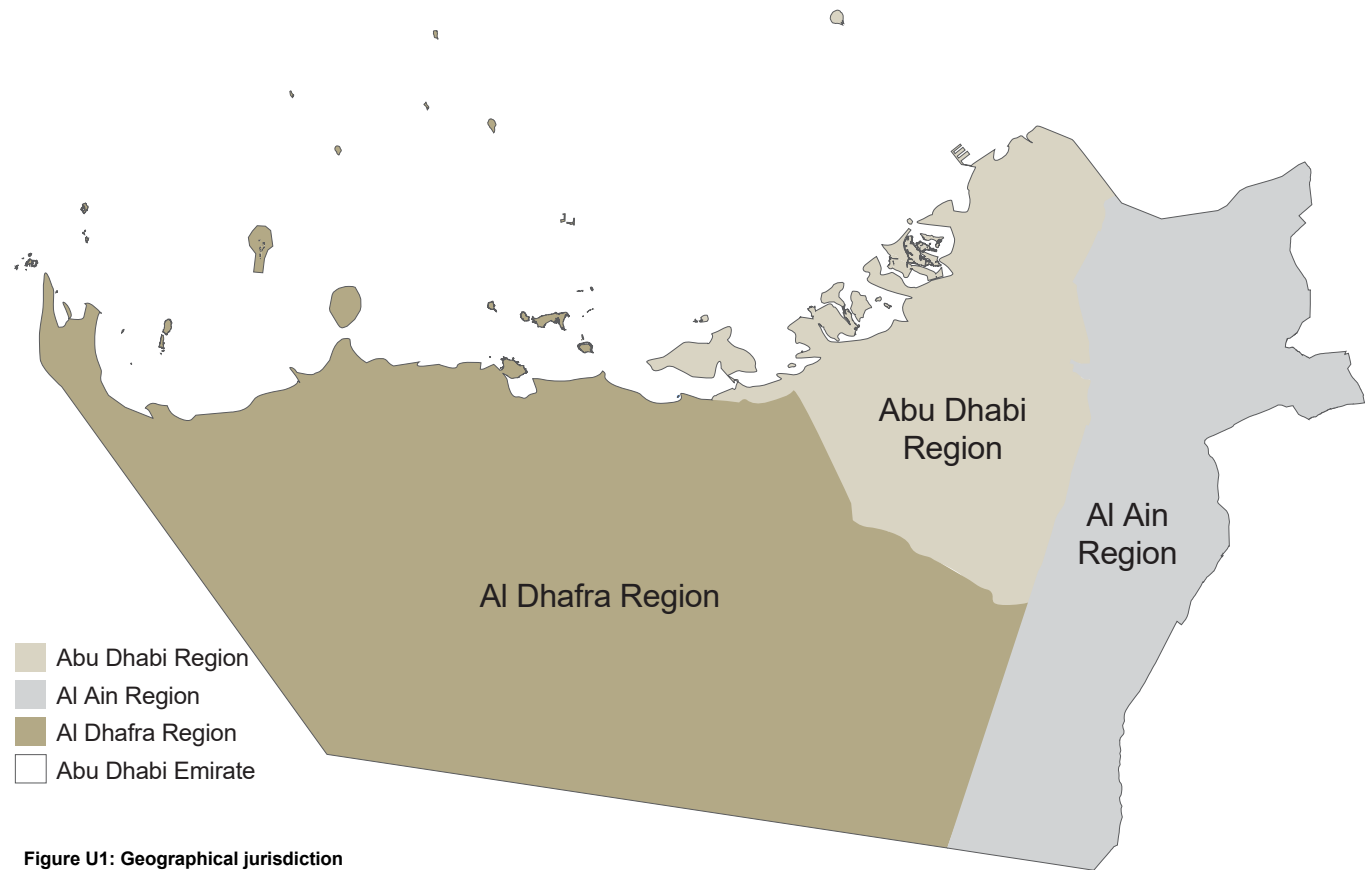 Abu Dhabi
Region
Al Ain
Region
Al Dhafra Region
Abu Dhabi Region
Al Ain Region
Al Dhafra Region
Abu Dhabi Emirate
Figure U1: Geographical jurisdiction